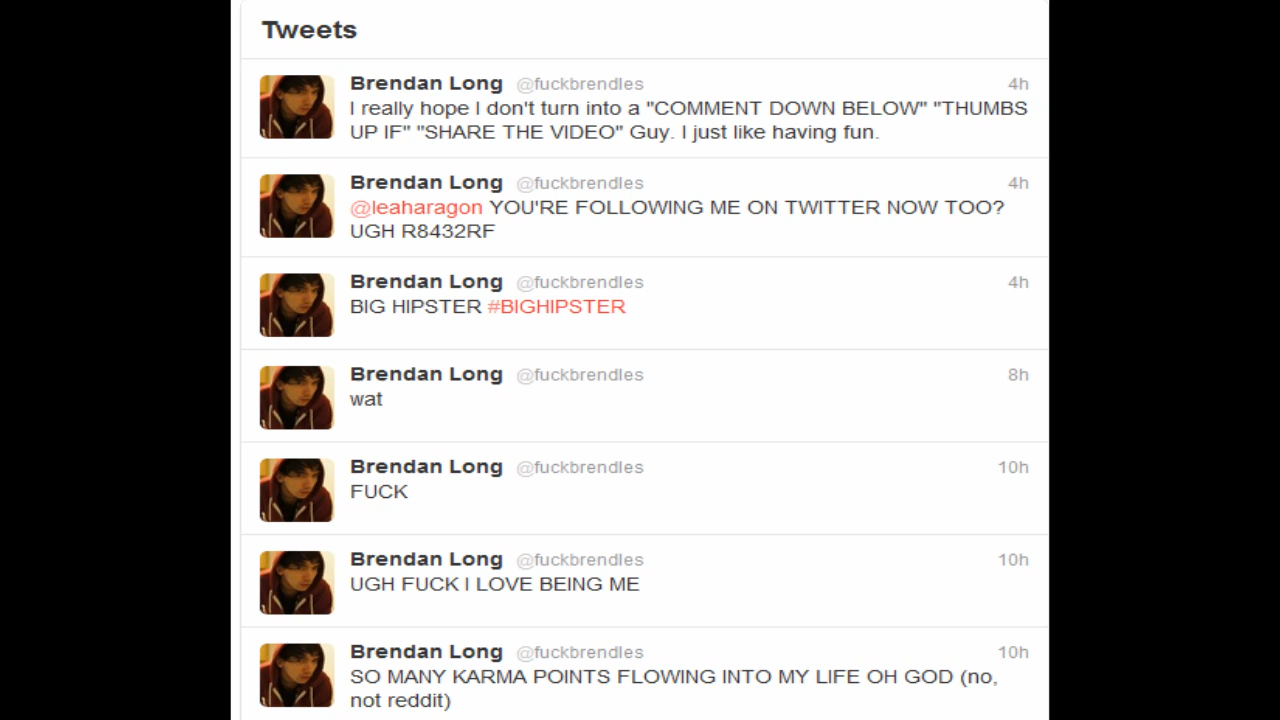 Tweets
Brendan Long @fuckbrendles 4h
I really hope I don't turn into a "COMMENT DOWN BELOW" "THUMBS
UP IF" "SHARE THE VIDEO" Guy. I just like having fun.
Brendan Long @fuckbrendles 4h
@leaharagon YOU'RE FOLLOWING ME ON TWITTER NOW TOO?
UGH R8432RF
Brendan Long @fuckbrendles 4h
BIG HIPSTER #BIGHIPSTER
Brendan Long @fuckbrendles 8h
wat
Brendan Long @fuckbrendles 10h
FUCK
Brendan Long @fuckbrendles 10h
UGH FUCK I LOVE BEING ME
Brendan Long @fuckbrendles 10h
SO MANY KARMA POINTS FLOWING INTO MY LIFE OH GOD (no,
not reddit)